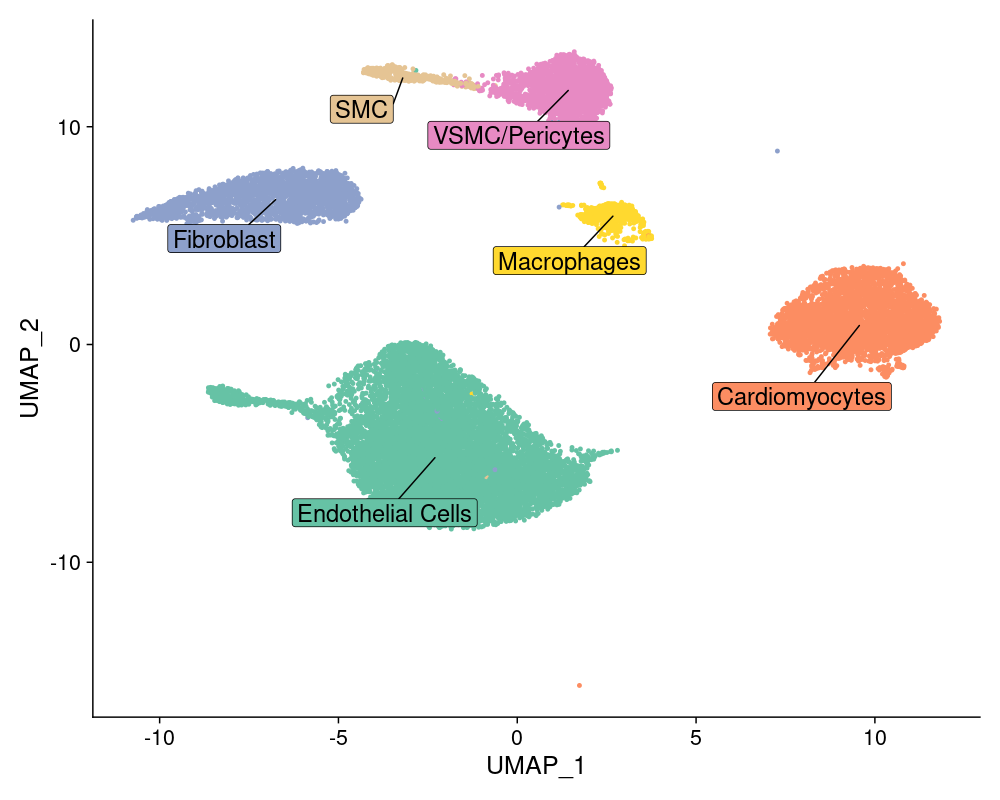 SMC
VSMC/Pericytes
10
Fibroblast
Macrophages
0
Cardiomyocytes
UMAP_2
Endothelial Cells
-10
-10 -5 0 5 10
UMAP_1